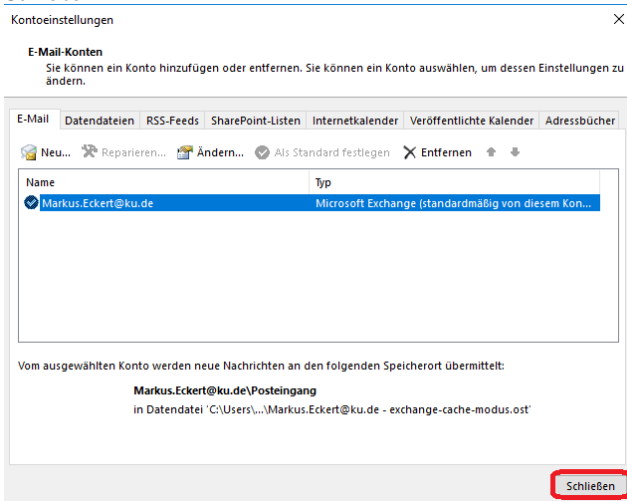 Kontoeinstellungen
E-Mail-Konten
Sie können ein Konto hinzufügen oder entfernen. Sie können ein Konto auswählen, um dessen Einstellungen zu
ändern.
E-Mail Datendateien RSS-Feeds SharePoint-Listen Internetkalender Veröffentlichte Kalender Adressbücher
Neu... Reparieren... Ändern... Als Standard festlegen Entfernen
Name Typ
Markus.Eckert@ku.de Microsoft Exchange (standardmäßig von diesem Kon...
Vom ausgewählten Konto werden neue Nachrichten an den folgenden Speicherort übermittelt:
Markus.Eckert@ku.de\Posteingang
in Datendatei 'C:\Users\...\Markus.Eckert@ku.de - exchange-cache-modus.ost'
Schließen